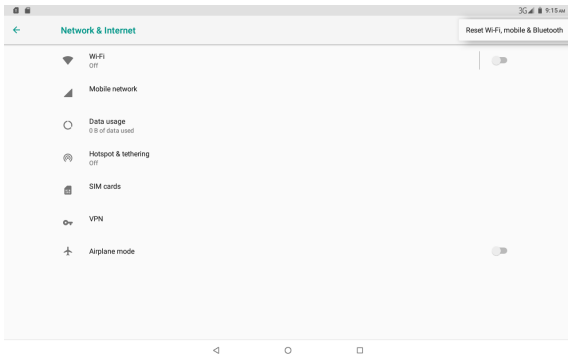 3G 9:15 AM
Network & Internet
Reset Wi-Fi, mobile & Bluetooth
Wi-Fi
Off
Mobile network
Data usage
0 B of data used
Hotspot & tethering
Off
SIM cards
VPN
Airplane mode